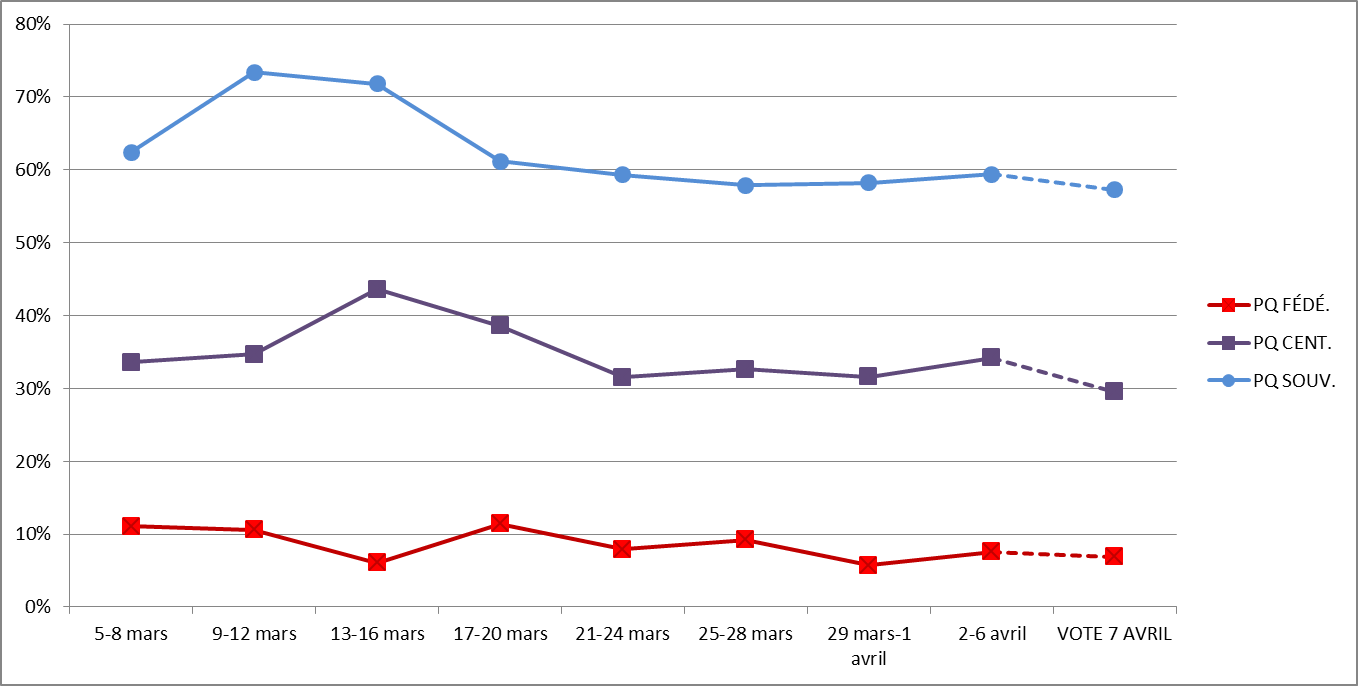 80%
70%
60%
50%
40%
30%
20%
10%
0%
5-8 mars
9-12 mars
13-16 mars
17-20 mars
21-24 mars
25-28 mars
29 mars-1
avril
2-6 avril
VOTE 7 AVRIL
PQ FÉDÉ.
PQ CENT.
PQ SOUV.